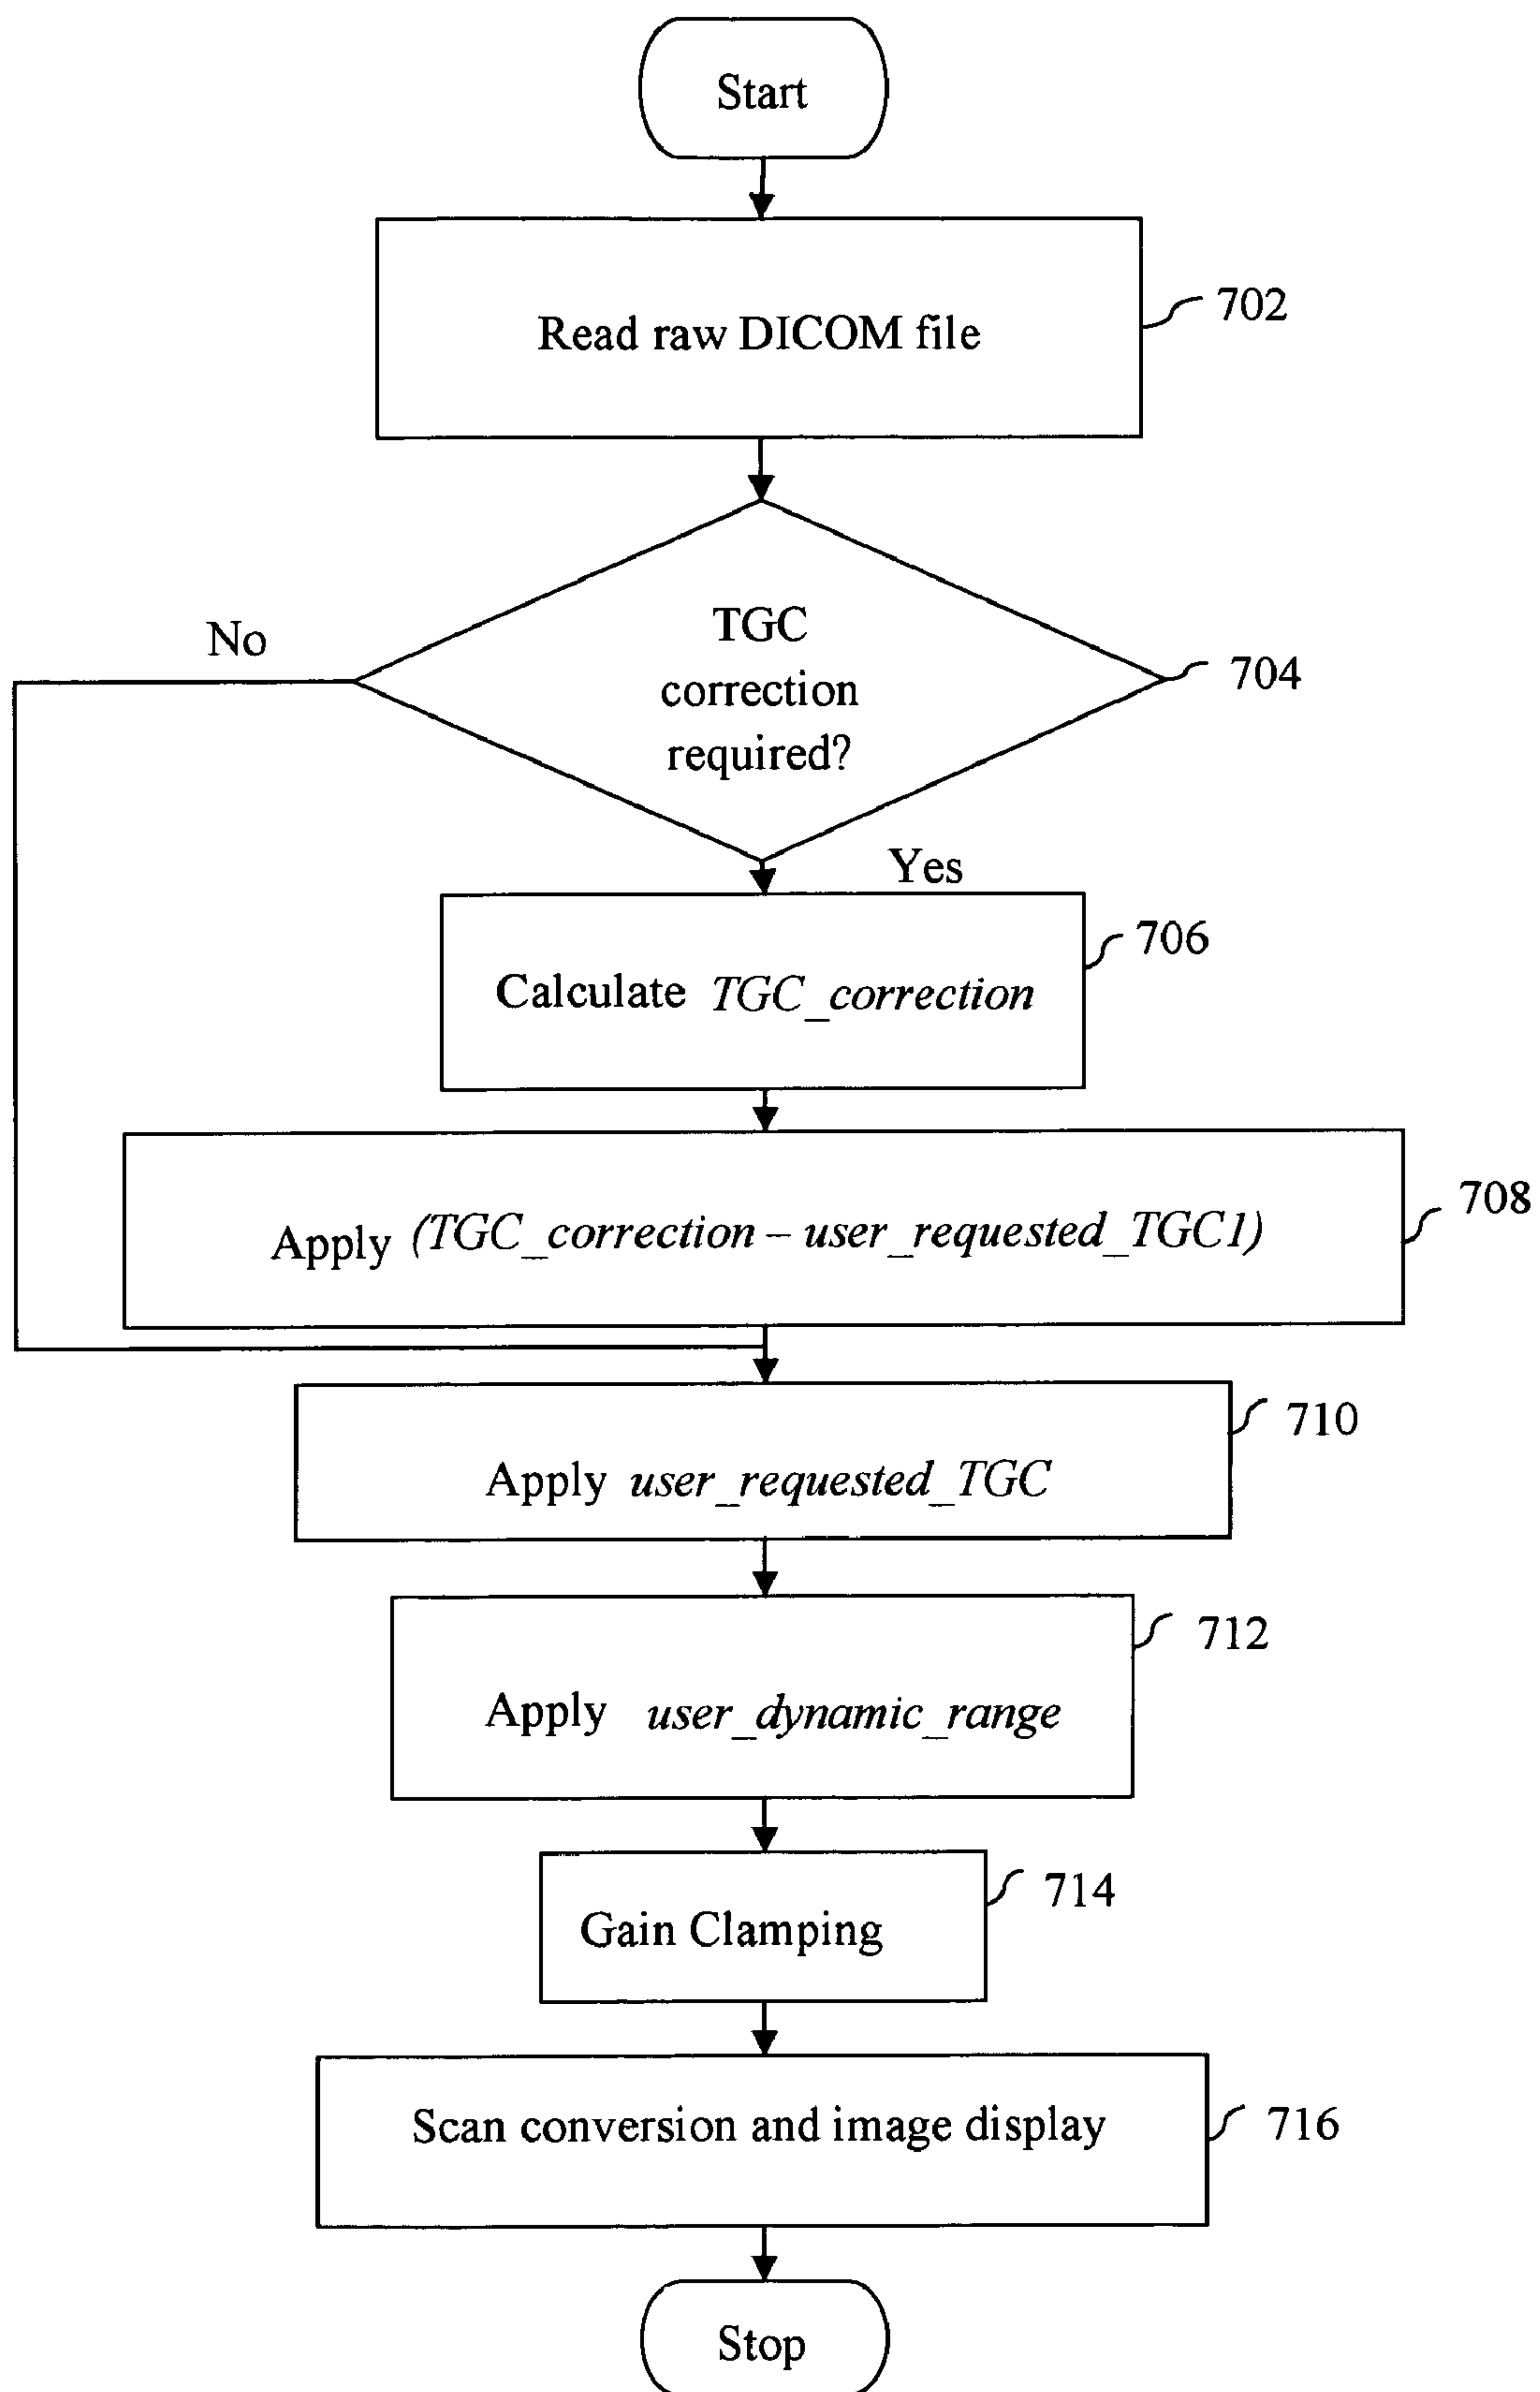 Start
Read raw DICOM file
702
No
TGC
correction
required?
704
Yes
Calculate TGC_correction
706
Apply (TGC_correction – user_requested_TGC1)
708
Apply user_requested_TGC
710
Apply user_dynamic_range
712
Gain Clamping
714
Scan conversion and image display
716
Stop